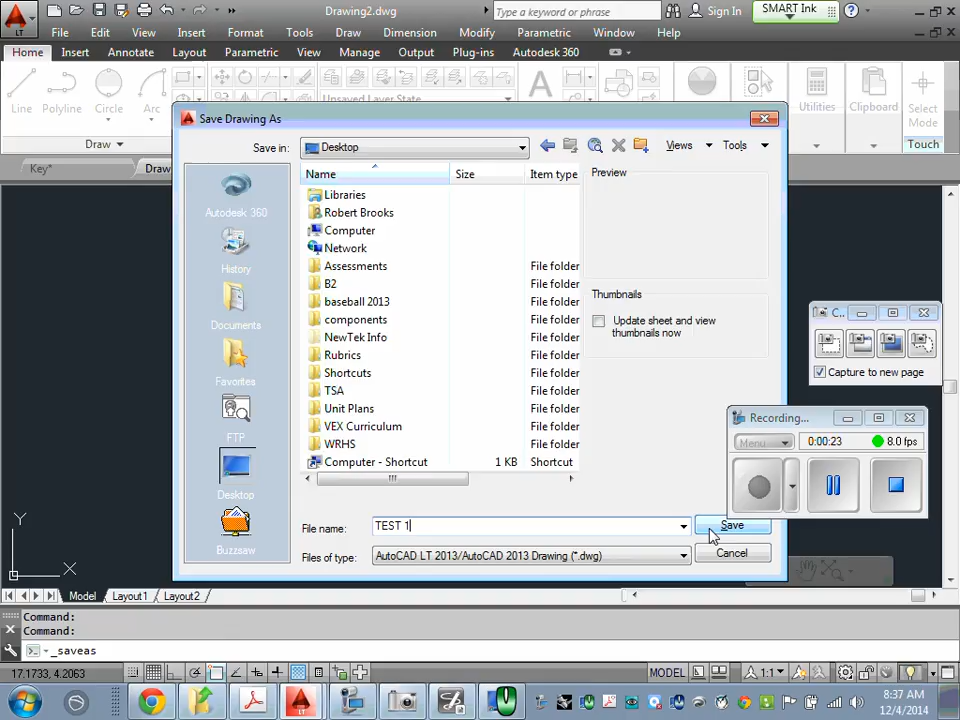 Drawing2.dwg
Type a keyword or phrase
Sign In
SMART Ink
LT
File Edit View Insert Format Tools Draw Dimension Modify Parametric Window Help
Home Insert Annotate Layout Parametric View Manage Output Plug-ins Autodesk 360
Line Polyline Circle Arc
Unsaved Layer State
Utilities
Clipboard
Select
Mode
Draw
Touch
Key*
Draw
Save Drawing As
Save in:
Desktop
Views
Tools
Name
Size
Item type
Preview
Autodesk 360
History
Documents
Favorites
FTP
Desktop
Buzzsaw
Libraries
Robert Brooks
Computer
Network
Assessments File folder
B2 File folder
baseball 2013 File folder
components File folder
NewTek Info File folder
Rubrics File folder
Shortcuts File folder
TSA File folder
Unit Plans File folder
VEX Curriculum File folder
WRHS File folder
Computer - Shortcut 1 KB Shortcut
Thumbnails
Update sheet and view
thumbnails now
File name:
TEST 1
Save
Files of type:
AutoCAD LT 2013/AutoCAD 2013 Drawing (*.dwg)
Cancel
C...
Capture to new page
Recording...
Menu
0:00:23
8.0 fps
Y
X
Model Layout1 Layout2
Command:
Command:
_saveas
17.1733, 4.2063
MODEL
1:1
LT
8:37 AM
12/4/2014